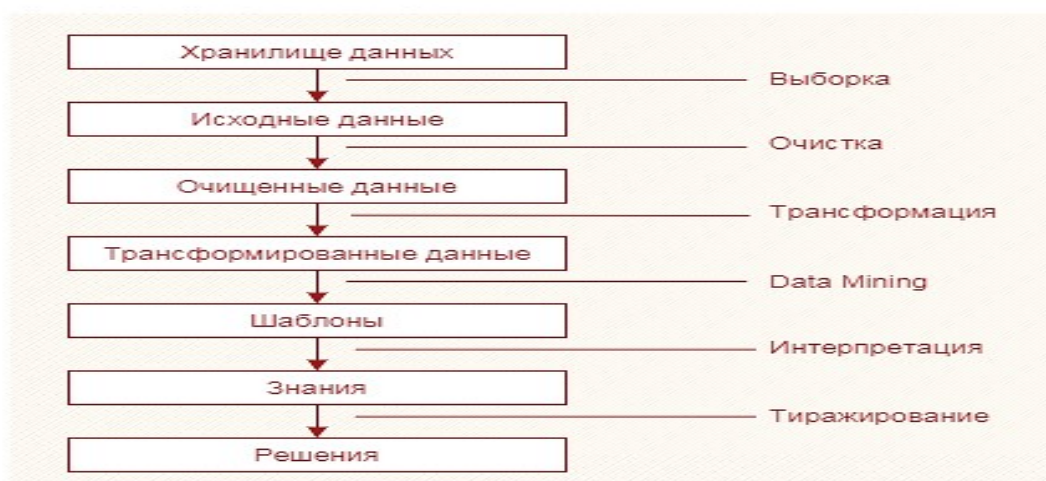 Хранилище данных
Выборка
Исходные данные
Очистка
Очищенные данные
Трансформация
Трансформированные данные
Data Mining
Шаблоны
Интерпретация
Знания
Тиражирование
Решения